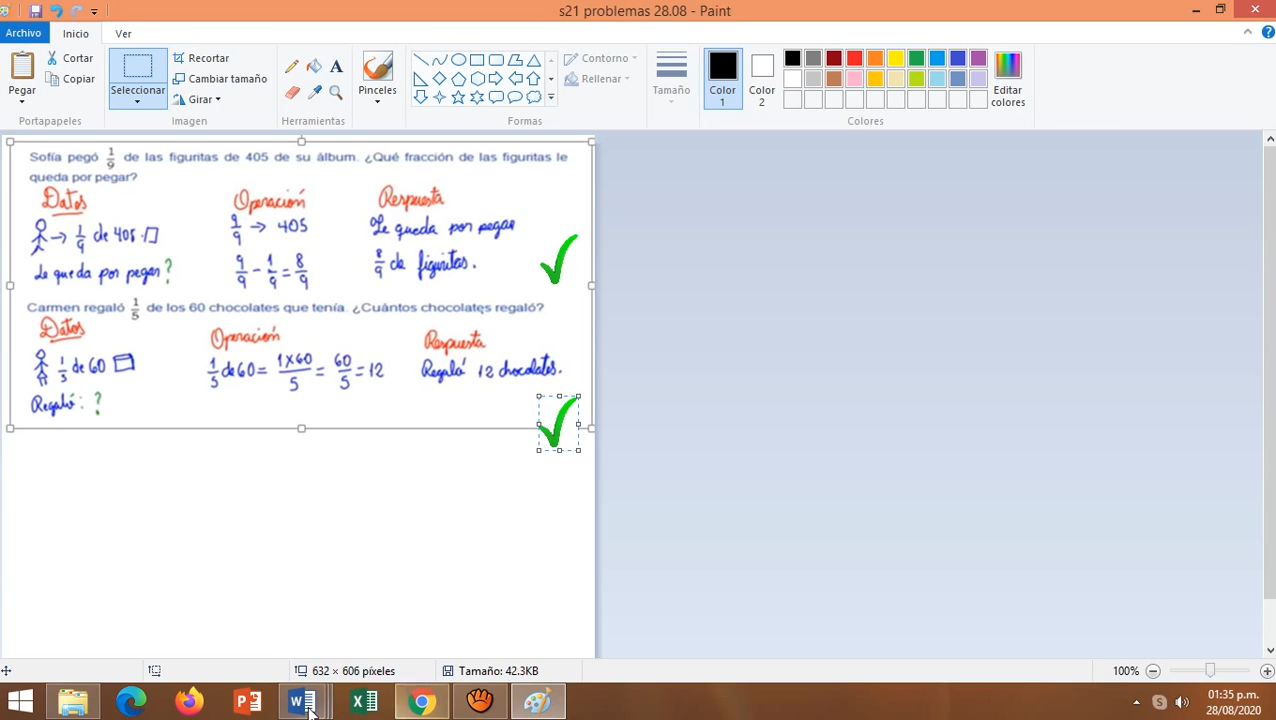 s21 problemas 28.08 - Paint
Archivo Inicio Ver
Pegar Cortar Copiar
Portapapeles
Seleccionar Recortar Cambiar tamaño Girar
Imagen
Herramientas
Pinceles
Contorno Rellenar
Formas
Tamaño
Color 1 Color 2
Editar colores
Colores
Sofía pegó 1/9 de las figuritas de 405 de su álbum. ¿Qué fracción de las figuritas le
queda por pegar?
Datos Operación Respuesta
→ 1/9 de 405 9/9 → 405 Le queda por pegar
Le queda por pegar? 9/9 - 1/9 = 8/9 8/9 de figuritas.
Carmen regaló 1/5 de los 60 chocolates que tenía. ¿Cuántos chocolates regaló?
Datos Operación Respuesta
1/5 de 60 1/5 de 60 = 1x60/5 = 60/5 = 12 Regaló 12 chocolates.
Regaló: ?
632 × 606 píxeles Tamaño: 42.3KB 100%
01:35 p.m.
28/08/2020